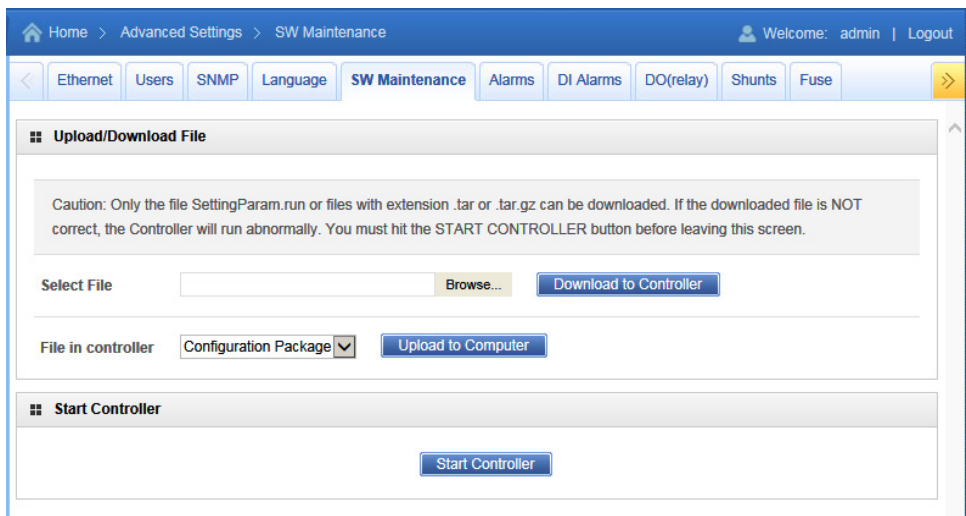 Home > Advanced Settings > SW Maintenance Welcome: admin | Logout
Ethernet Users SNMP Language SW Maintenance Alarms DI Alarms DO(relay) Shunts Fuse
Upload/Download File
Caution: Only the file SettingParam.run or files with extension .tar or .tar.gz can be downloaded. If the downloaded file is NOT
correct, the Controller will run abnormally. You must hit the START CONTROLLER button before leaving this screen.
Select File Browse... Download to Controller
File in controller Configuration Package Upload to Computer
Start Controller
Start Controller